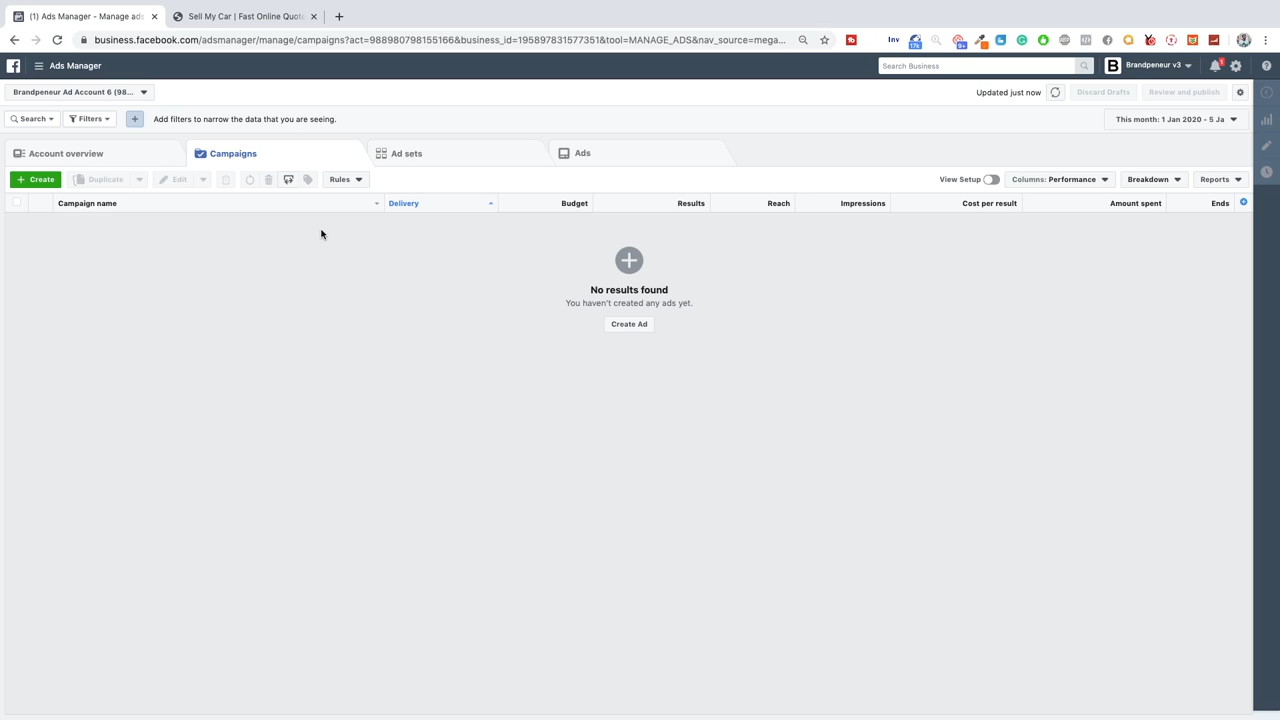 (1) Ads Manager - Manage ads
Sell My Car | Fast Online Quote
business.facebook.com/adsmanager/manage/campaigns?act=988980798155166&business_id=195897831577351&tool=MANAGE_ADS&nav_source=mega...
Inv
17k
9+
Ads Manager
Search Business
B
Brandpeneur v3
1
Brandpeneur Ad Account 6 (98...
Updated just now
Discard Drafts
Review and publish
Search
Filters
Add filters to narrow the data that you are seeing.
This month: 1 Jan 2020 - 5 Ja
Account overview
Campaigns
Ad sets
Ads
+ Create
Duplicate
Edit
Rules
View Setup
Columns: Performance
Breakdown
Reports
Campaign name
Delivery
Budget
Results
Reach
Impressions
Cost per result
Amount spent
Ends
No results found
You haven't created any ads yet.
Create Ad